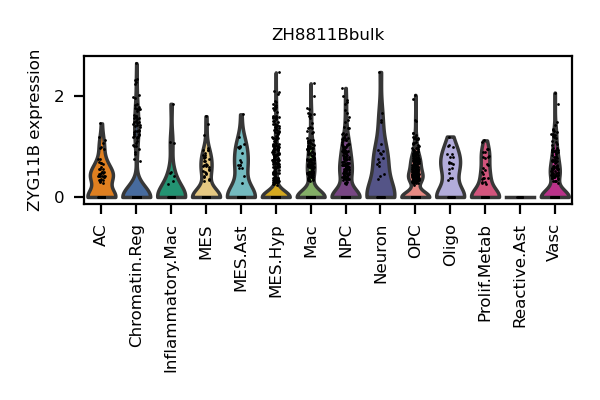 ZH8811Bbulk
ZYG11B expression
2
0
AC
Chromatin.Reg
Inflammatory.Mac
MES
MES.Ast
MES.Hyp
Mac
NPC
Neuron
OPC
Oligo
Prolif.Metab
Reactive.Ast
Vasc